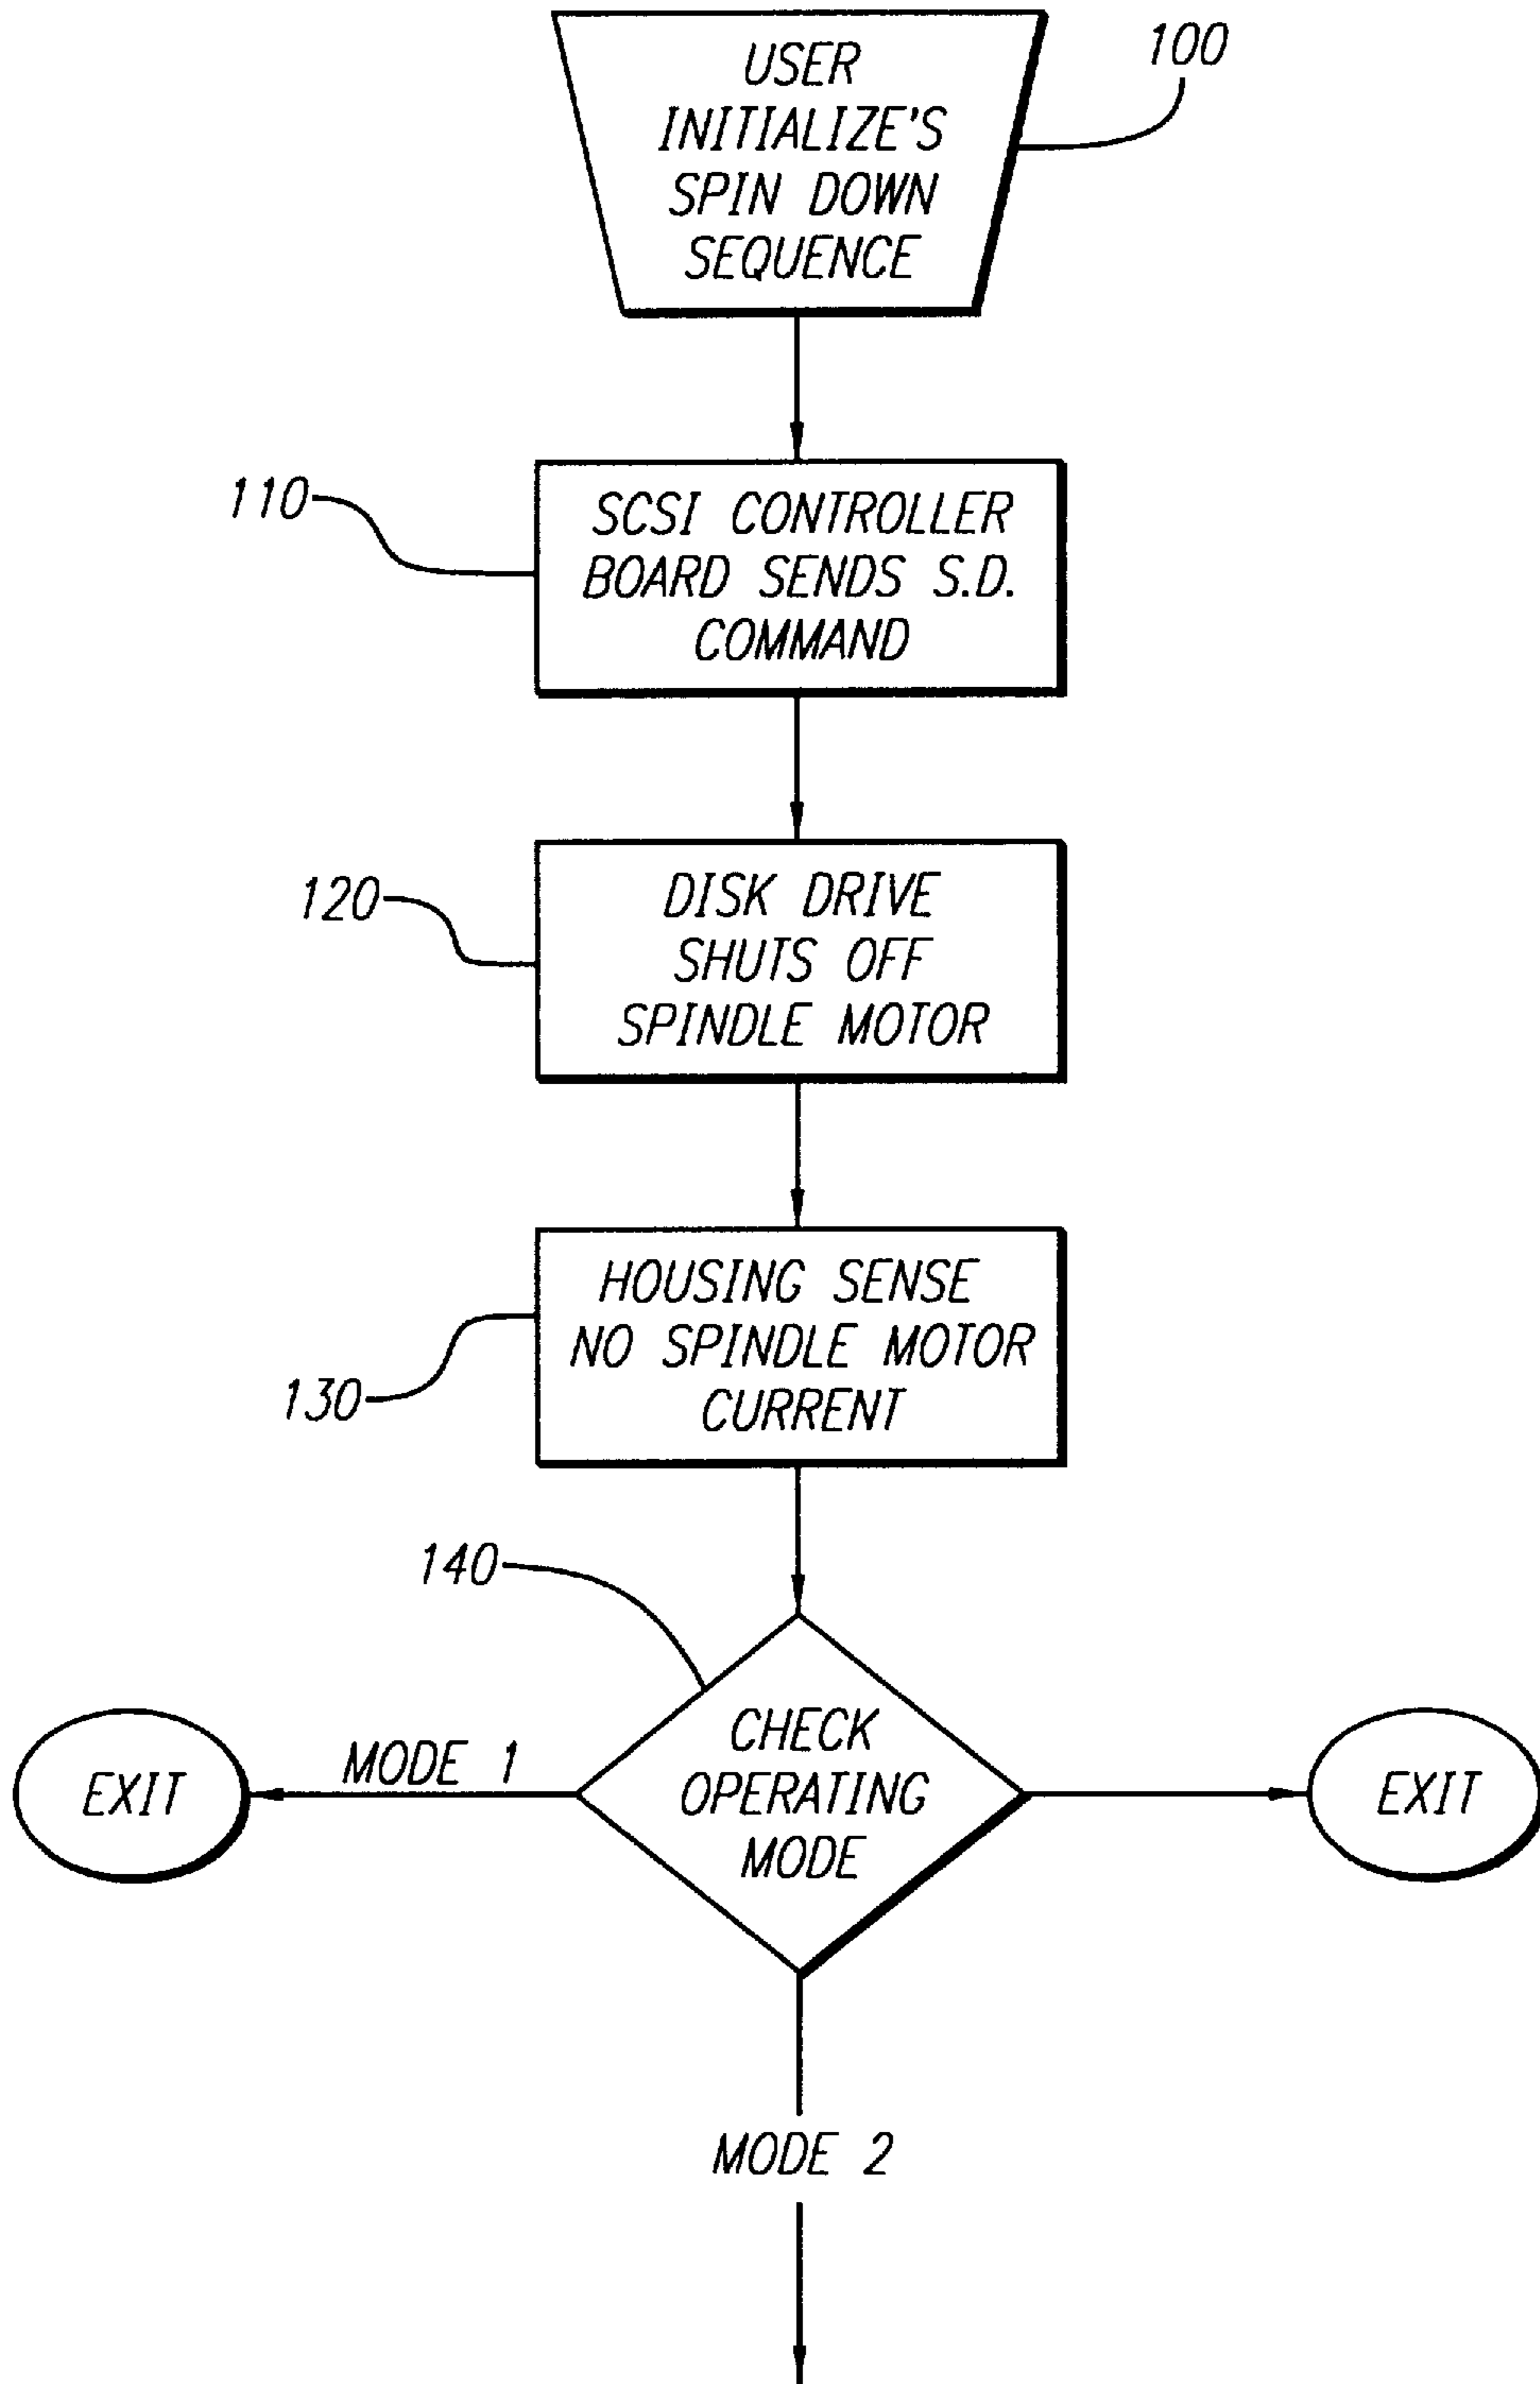 USER
INITIALIZE'S
SPIN DOWN
SEQUENCE
100
110
SCSI CONTROLLER
BOARD SENDS S.D.
COMMAND
120
DISK DRIVE
SHUTS OFF
SPINDLE MOTOR
HOUSING SENSE
NO SPINDLE MOTOR
CURRENT
130
140
CHECK
OPERATING
MODE
MODE 1
EXIT
EXIT
MODE 2